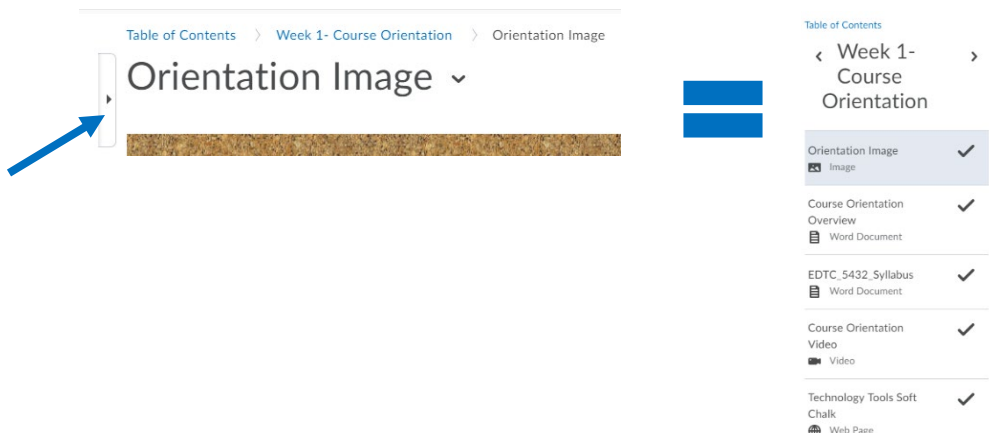 Table of Contents > Week 1- Course Orientation > Orientation Image
Orientation Image
Table of Contents
Week 1-
Course
Orientation
Orientation Image
Image
Course Orientation
Overview
Word Document
EDTC_5432_Syllabus
Word Document
Course Orientation
Video
Video
Technology Tools Soft
Chalk
Web Page